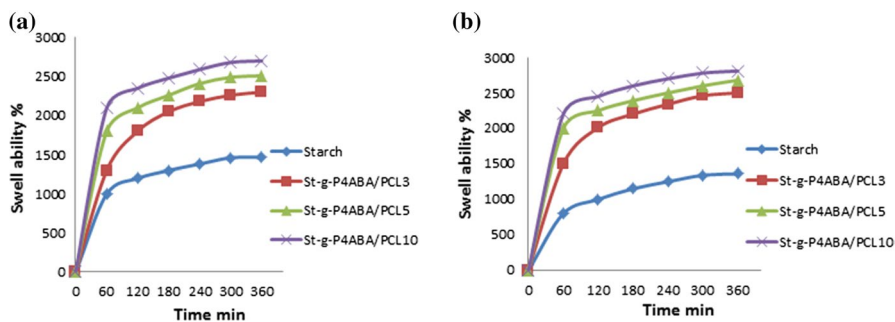 (a)
Swell ability %
3000
2500
2000
1500
1000
500
0
0 60 120 180 240 300 360
Time min
Starch
St-g-P4ABA/PCL3
St-g-P4ABA/PCL5
St-g-P4ABA/PCL10
(b)
Swell ability %
3000
2500
2000
1500
1000
500
0
0 60 120 180 240 300 360
Time min
Starch
St-g-P4ABA/PCL3
St-g-P4ABA/PCL5
St-g-P4ABA/PCL10